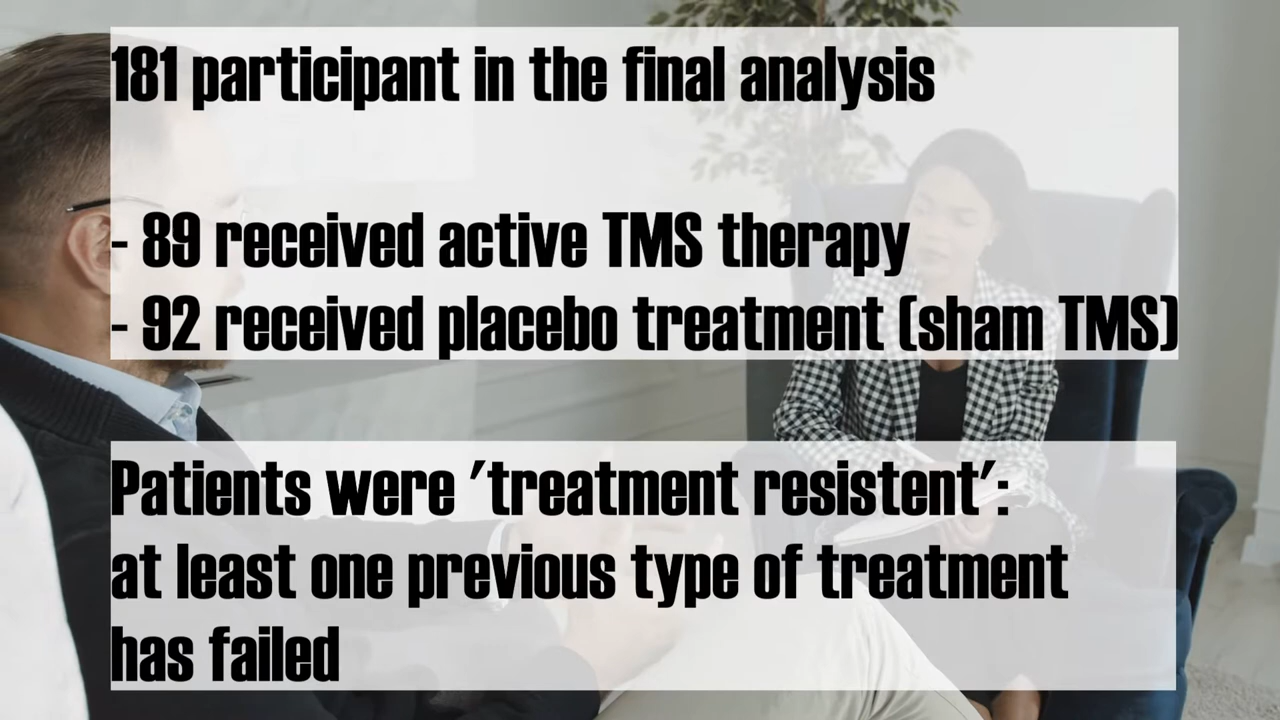 181 participant in the final analysis
- 89 received active TMS therapy
- 92 received placebo treatment (sham TMS)
Patients were 'treatment resistent':
at least one previous type of treatment
has failed